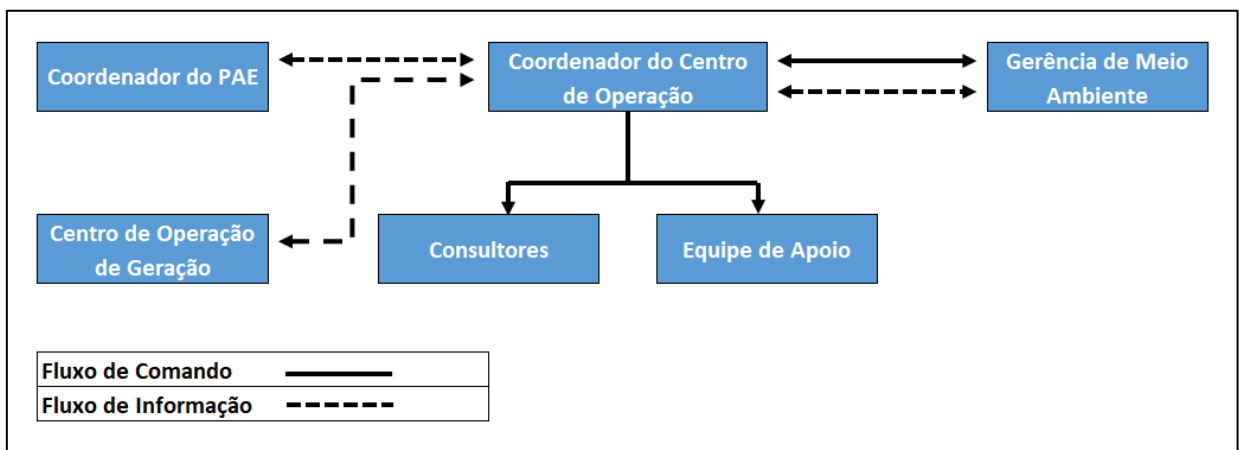 Coordenador do PAE
Coordenador do Centro
de Operação
Gerência de Meio
Ambiente
Centro de Operação
de Geração
Consultores
Equipe de Apoio
Fluxo de Comando
Fluxo de Informação